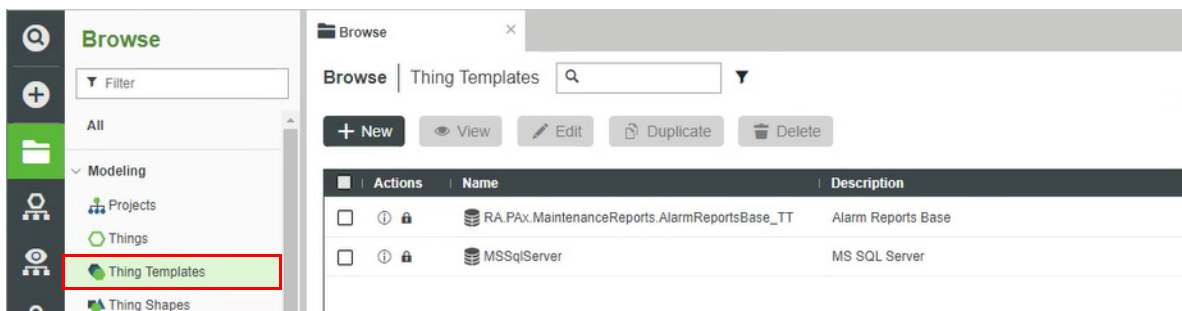 Browse
Filter
All
Modeling
Projects
Things
Thing Templates
Thing Shapes
Browse
Browse | Thing Templates
New View Edit Duplicate Delete
Actions Name Description
RA.PAx.MaintenanceReports.AlarmReportsBase_TT Alarm Reports Base
MSSqlServer MS SQL Server